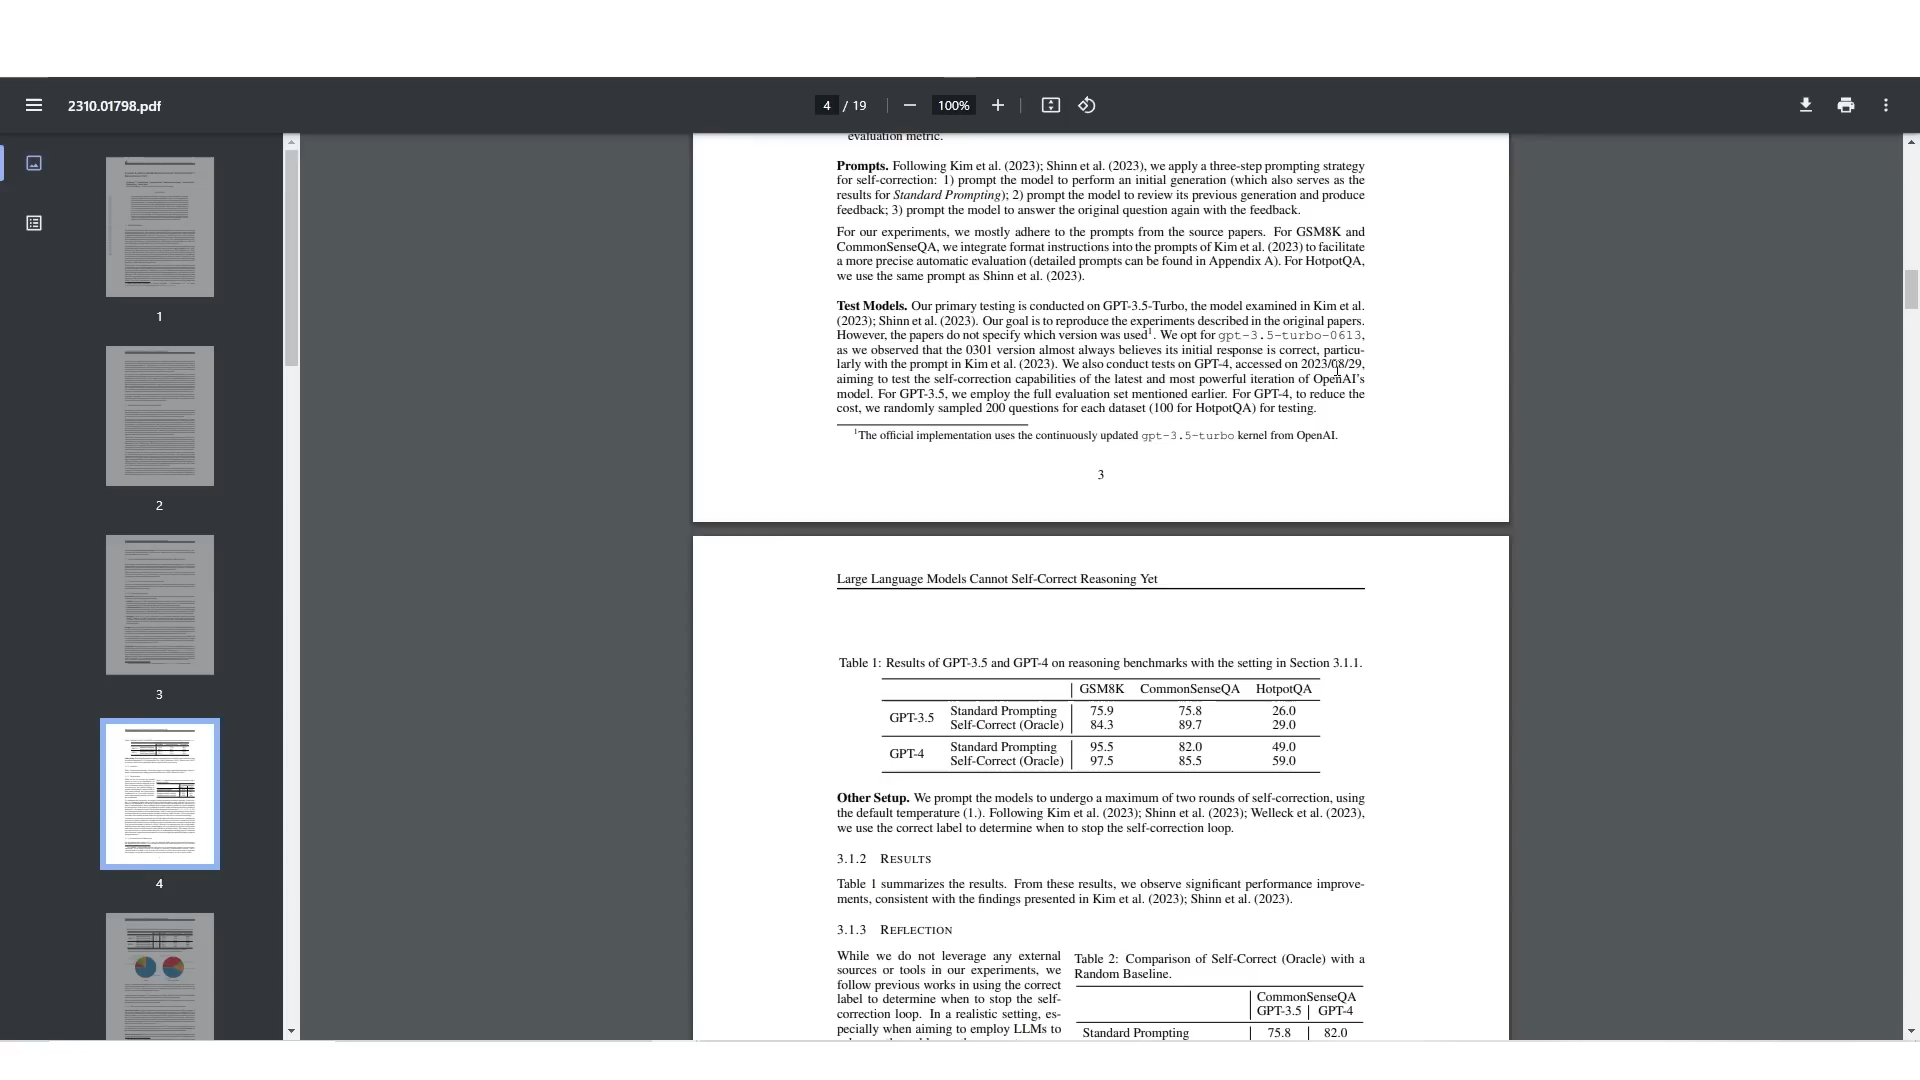 2310.01798.pdf
4 / 19
100%
1
2
3
4
evaluation metric.
Prompts. Following Kim et al. (2023); Shinn et al. (2023), we apply a three-step prompting strategy
for self-correction: 1) prompt the model to perform an initial generation (which also serves as the
results for Standard Prompting); 2) prompt the model to review its previous generation and produce
feedback; 3) prompt the model to answer the original question again with the feedback.
For our experiments, we mostly adhere to the prompts from the source papers. For GSM8K and
CommonSenseQA, we integrate format instructions into the prompts of Kim et al. (2023) to facilitate
a more precise automatic evaluation (detailed prompts can be found in Appendix A). For HotpotQA,
we use the same prompt as Shinn et al. (2023).
Test Models. Our primary testing is conducted on GPT-3.5-Turbo, the model examined in Kim et al.
(2023); Shinn et al. (2023). Our goal is to reproduce the experiments described in the original papers.
However, the papers do not specify which version was used1. We opt for gpt-3.5-turbo-0613,
as we observed that the 0301 version almost always believes its initial response is correct, particu-
larly with the prompt in Kim et al. (2023). We also conduct tests on GPT-4, accessed on 2023/08/29,
aiming to test the self-correction capabilities of the latest and most powerful iteration of OpenAI's
model. For GPT-3.5, we employ the full evaluation set mentioned earlier. For GPT-4, to reduce the
cost, we randomly sampled 200 questions for each dataset (100 for HotpotQA) for testing.
1The official implementation uses the continuously updated gpt-3.5-turbo kernel from OpenAI.
3
Large Language Models Cannot Self-Correct Reasoning Yet
Table 1: Results of GPT-3.5 and GPT-4 on reasoning benchmarks with the setting in Section 3.1.1.
GSM8K CommonSenseQA HotpotQA
GPT-3.5 Standard Prompting 75.9 75.8 26.0
Self-Correct (Oracle) 84.3 89.7 29.0
GPT-4 Standard Prompting 95.5 82.0 49.0
Self-Correct (Oracle) 97.5 85.5 59.0
Other Setup. We prompt the models to undergo a maximum of two rounds of self-correction, using
the default temperature (1.). Following Kim et al. (2023); Shinn et al. (2023); Welleck et al. (2023),
we use the correct label to determine when to stop the self-correction loop.
3.1.2 RESULTS
Table 1 summarizes the results. From these results, we observe significant performance improve-
ments, consistent with the findings presented in Kim et al. (2023); Shinn et al. (2023).
3.1.3 REFLECTION
While we do not leverage any external
sources or tools in our experiments, we
follow previous works in using the correct
label to determine when to stop the self-
correction loop. In a realistic setting, es-
pecially when aiming to employ LLMs to
Table 2: Comparison of Self-Correct (Oracle) with a
Random Baseline.
CommonSenseQA
GPT-3.5 GPT-4
Standard Prompting 75.8 82.0